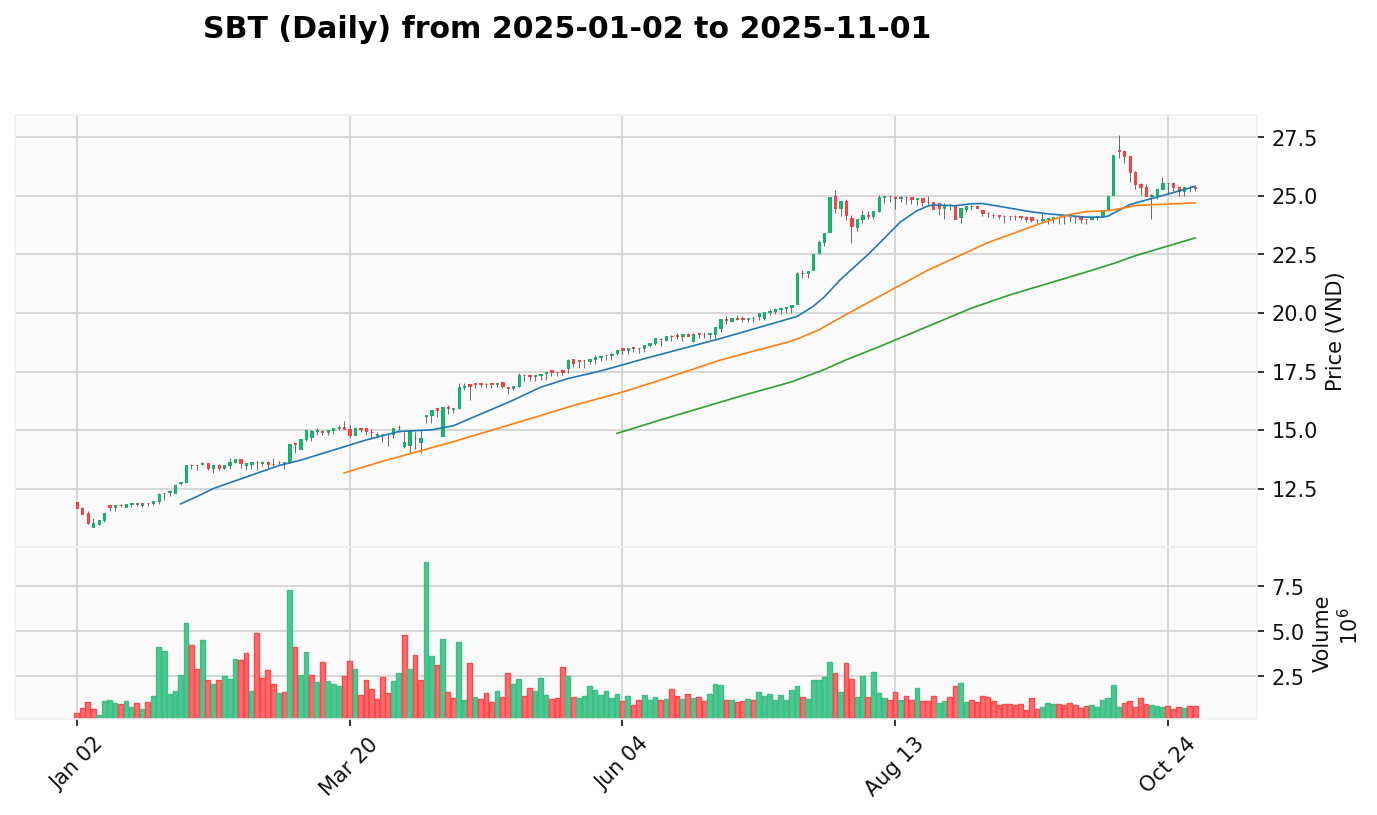 SBT (Daily) from 2025-01-02 to 2025-11-01
27.5
25.0
22.5
20.0
17.5
15.0
12.5
Price (VND)
7.5
5.0
2.5
Volume
10⁶
Jan 02
Mar 20
Jun 04
Aug 13
Oct 24